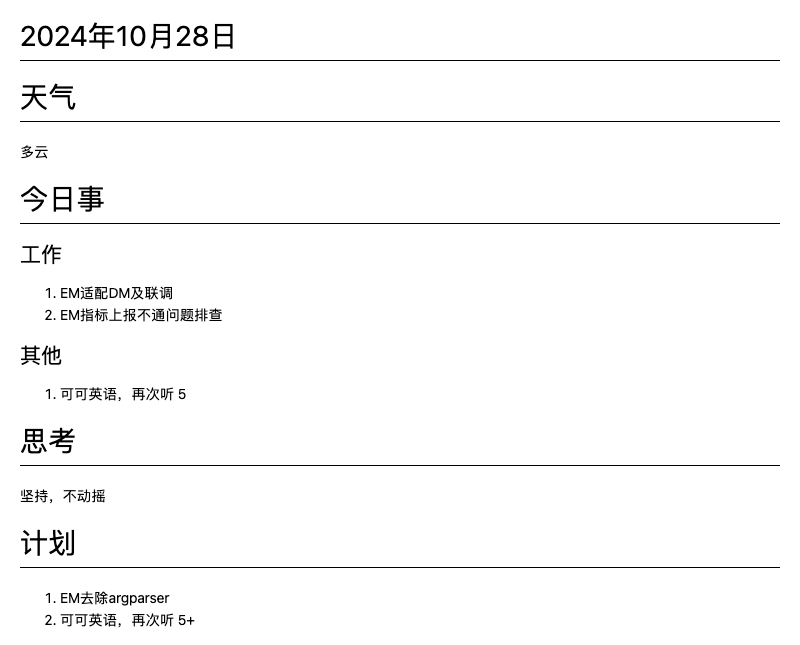 2024年10月28日
天气
多云
今日事
工作
1. EM适配DM及联调
2. EM指标上报不通问题排查
其他
1. 可可英语，再次听 5
思考
坚持，不动摇
计划
1. EM去除argparser
2. 可可英语，再次听 5+